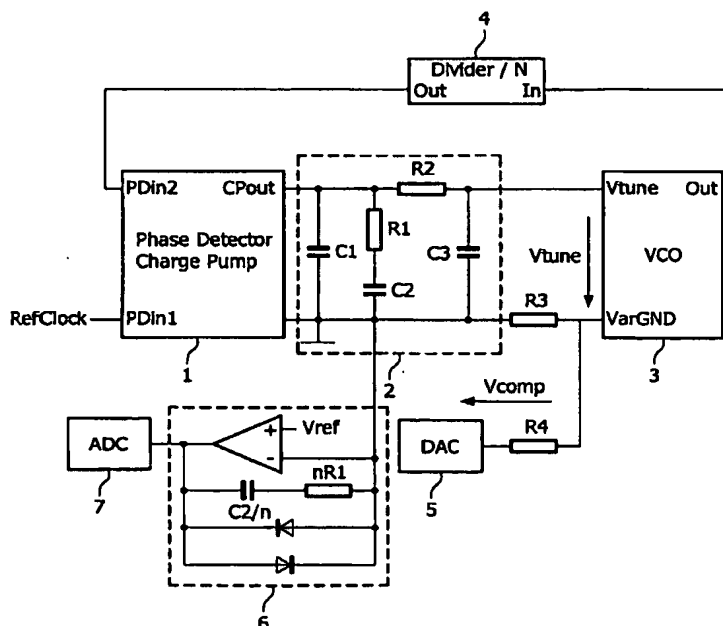 4
Divider / N
Out In
PDin2 CPout
Phase Detector
Charge Pump
RefClock
PDin1
1
R2
R1
C1
C2
C3
2
Vtune Out
Vtune
VCO
R3
VarGND
3
Vcomp
R4
DAC
5
ADC
7
+
Vref
-
nR1
C2/n
6